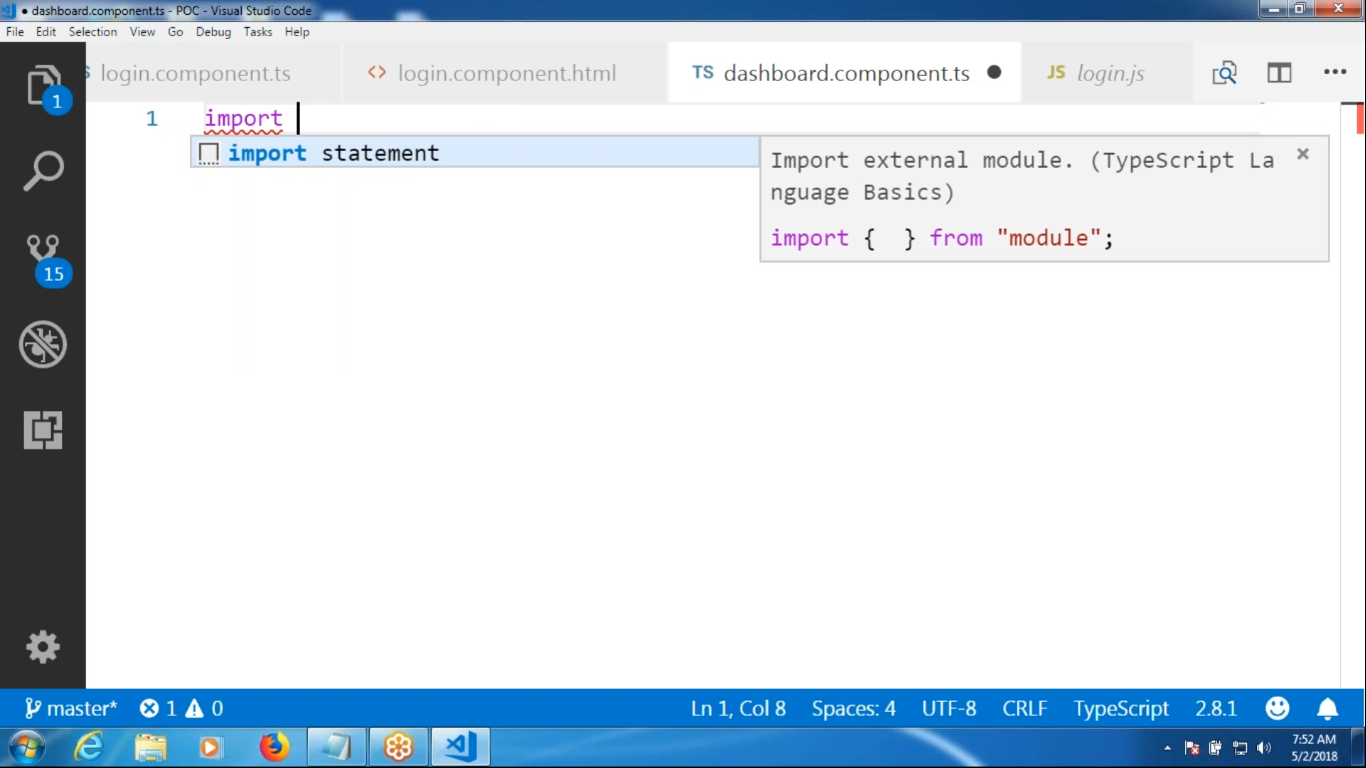 ● dashboard.component.ts - POC - Visual Studio Code
File Edit Selection View Go Debug Tasks Help
login.component.ts <> login.component.html TS dashboard.component.ts ● JS login.js
1
1 import
import statement
Import external module. (TypeScript La
nguage Basics)
import {  } from "module";
15
master* 1 0 Ln 1, Col 8 Spaces: 4 UTF-8 CRLF TypeScript 2.8.1
7:52 AM
5/2/2018